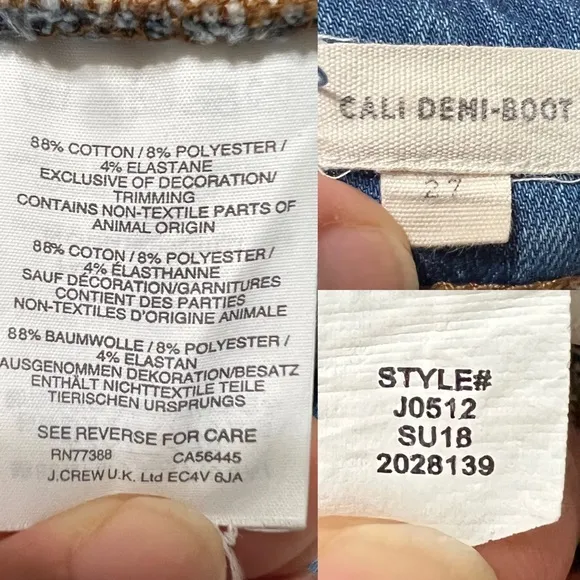 88% COTTON / 8% POLYESTER /
4% ELASTANE
EXCLUSIVE OF DECORATION/
TRIMMING
CONTAINS NON-TEXTILE PARTS OF
ANIMAL ORIGIN
88% COTON / 8% POLYESTER /
4% ÉLASTHANNE
SAUF DÉCORATION/GARNITURES
CONTIENT DES PARTIES
NON-TEXTILES D'ORIGINE ANIMALE
88% BAUMWOLLE / 8% POLYESTER /
4% ELASTAN
AUSGENOMMEN DEKORATION/BESATZ
ENTHÄLT NICHTTEXTILE TEILE
TIERISCHEN URSPRUNGS
SEE REVERSE FOR CARE
RN77388 CA56445
J.CREW U.K. Ltd EC4V 6JA
CALI DEMI-BOOT
27
STYLE#
J0512
SU18
2028139